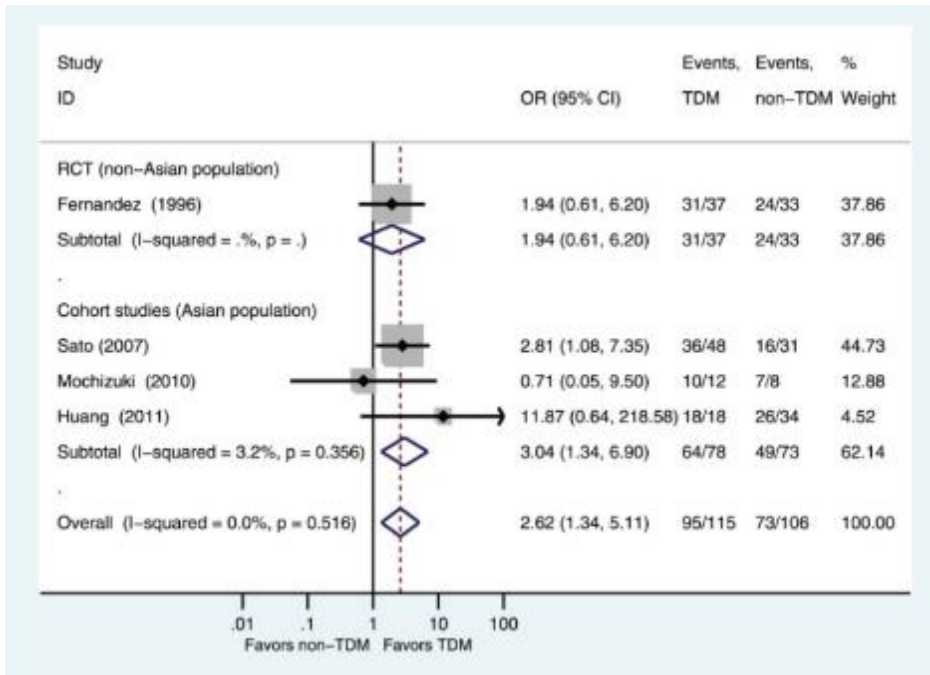 Study Events, Events, %
ID OR (95% CI) TDM non−TDM Weight
RCT (non−Asian population)
Fernandez (1996) 1.94 (0.61, 6.20) 31/37 24/33 37.86
Subtotal (I−squared = .%, p = .) 1.94 (0.61, 6.20) 31/37 24/33 37.86
.
Cohort studies (Asian population)
Sato (2007) 2.81 (1.08, 7.35) 36/48 16/31 44.73
Mochizuki (2010) 0.71 (0.05, 9.50) 10/12 7/8 12.88
Huang (2011) 11.87 (0.64, 218.58) 18/18 26/34 4.52
Subtotal (I−squared = 3.2%, p = 0.356) 3.04 (1.34, 6.90) 64/78 49/73 62.14
.
Overall (I−squared = 0.0%, p = 0.516) 2.62 (1.34, 5.11) 95/115 73/106 100.00
.01 .1 1 10 100
Favors non−TDM Favors TDM